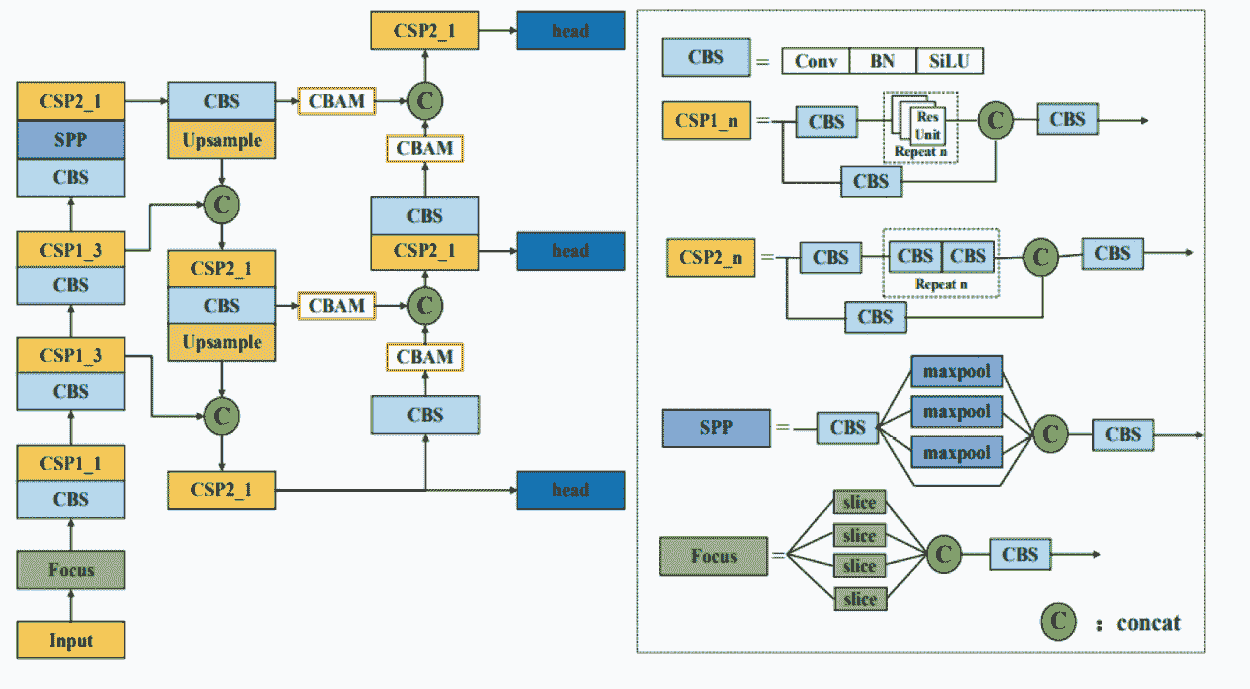 CSP2_1
SPP
CBS
CSP1_3
CBS
CSP1_3
CBS
CSP1_1
CBS
Focus
Input
CBS
Upsample
C
CSP2_1
CBS
Upsample
C
CSP2_1
CSP2_1
head
CBAM
C
CBAM
CBS
CSP2_1
head
CBAM
C
CBAM
CBS
head
CBS = Conv BN SiLU
CSP1_n = CBS
Res
Unit
Repeat n
C
CBS
CBS
CSP2_n = CBS
CBS CBS
Repeat n
C
CBS
CBS
SPP = CBS
maxpool
maxpool
maxpool
C
CBS
Focus =
slice
slice
slice
slice
C
CBS
C : concat